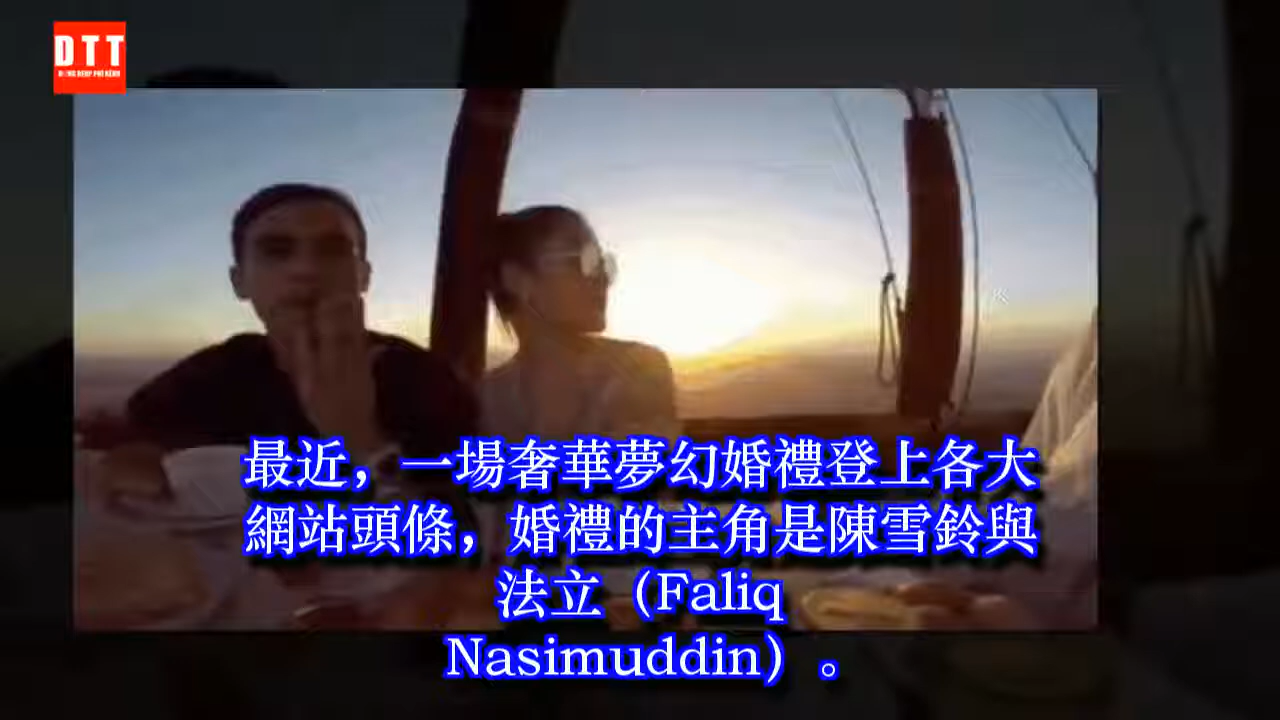 DTT
最近，一場奢華夢幻婚禮登上各大
網站頭條，婚禮的主角是陳雪鈴與
法立（Faliq
Nasimuddin）。